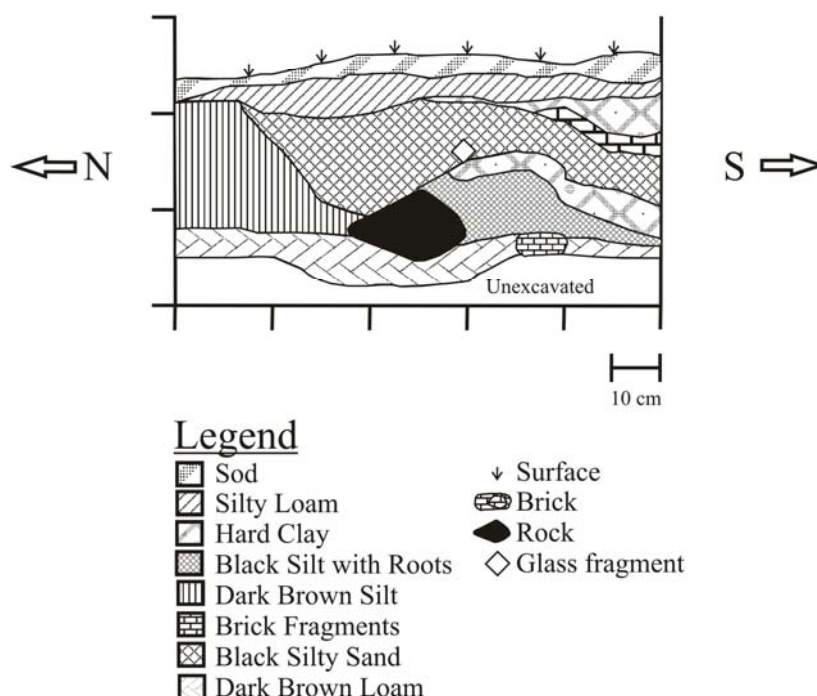 N
S
Unexcavated
10 cm
Legend
Sod
Silty Loam
Hard Clay
Black Silt with Roots
Dark Brown Silt
Brick Fragments
Black Silty Sand
Dark Brown Loam
Surface
Brick
Rock
Glass fragment